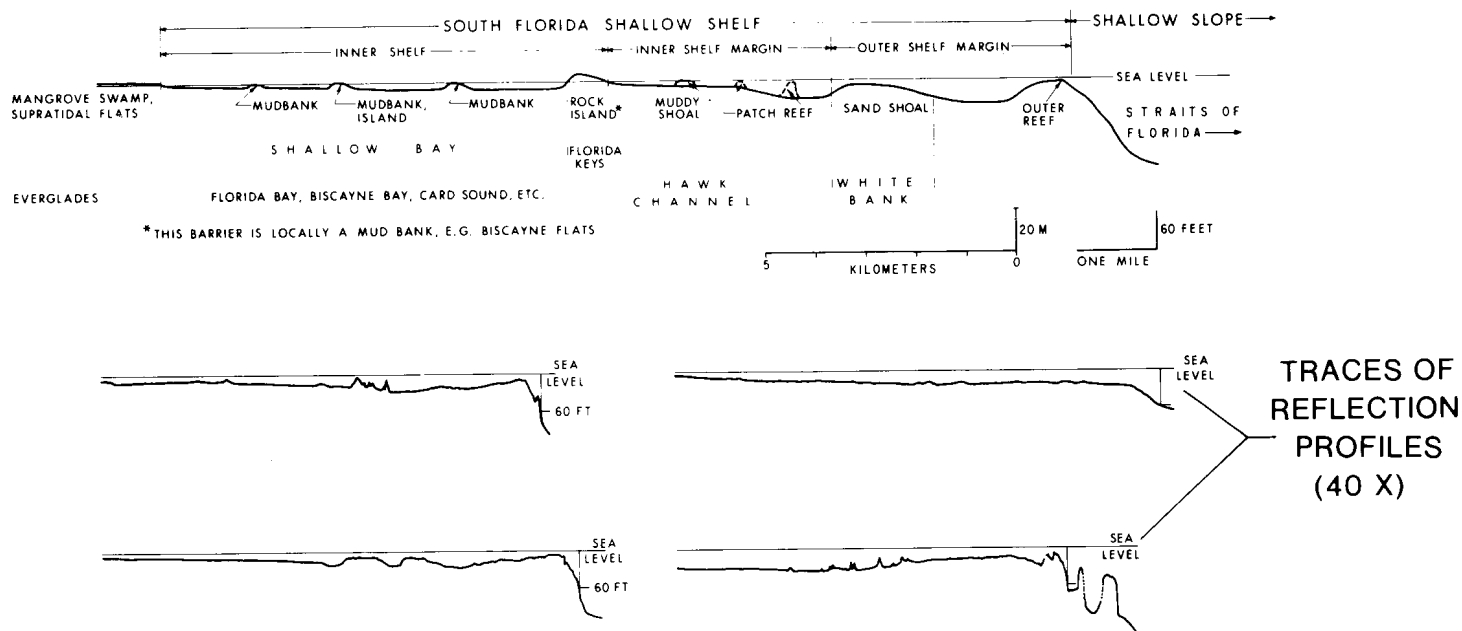 SOUTH FLORIDA SHALLOW SHELF
SHALLOW SLOPE
INNER SHELF
INNER SHELF MARGIN
OUTER SHELF MARGIN
SEA LEVEL
MANGROVE SWAMP,
SUPRATIDAL FLATS
MUDBANK
MUDBANK,
ISLAND
MUDBANK
ROCK
ISLAND*
MUDDY
SHOAL
PATCH REEF
SAND SHOAL
OUTER
REEF
STRAITS OF
FLORIDA
SHALLOW BAY
FLORIDA
KEYS
EVERGLADES
FLORIDA BAY, BISCAYNE BAY, CARD SOUND, ETC.
HAWK
CHANNEL
WHITE
BANK
*THIS BARRIER IS LOCALLY A MUD BANK, E.G. BISCAYNE FLATS
20 M
60 FEET
5
KILOMETERS
0
ONE MILE
SEA
LEVEL
60 FT
SEA
LEVEL
TRACES OF
REFLECTION
PROFILES
(40 X)
SEA
LEVEL
60 FT
SEA
LEVEL